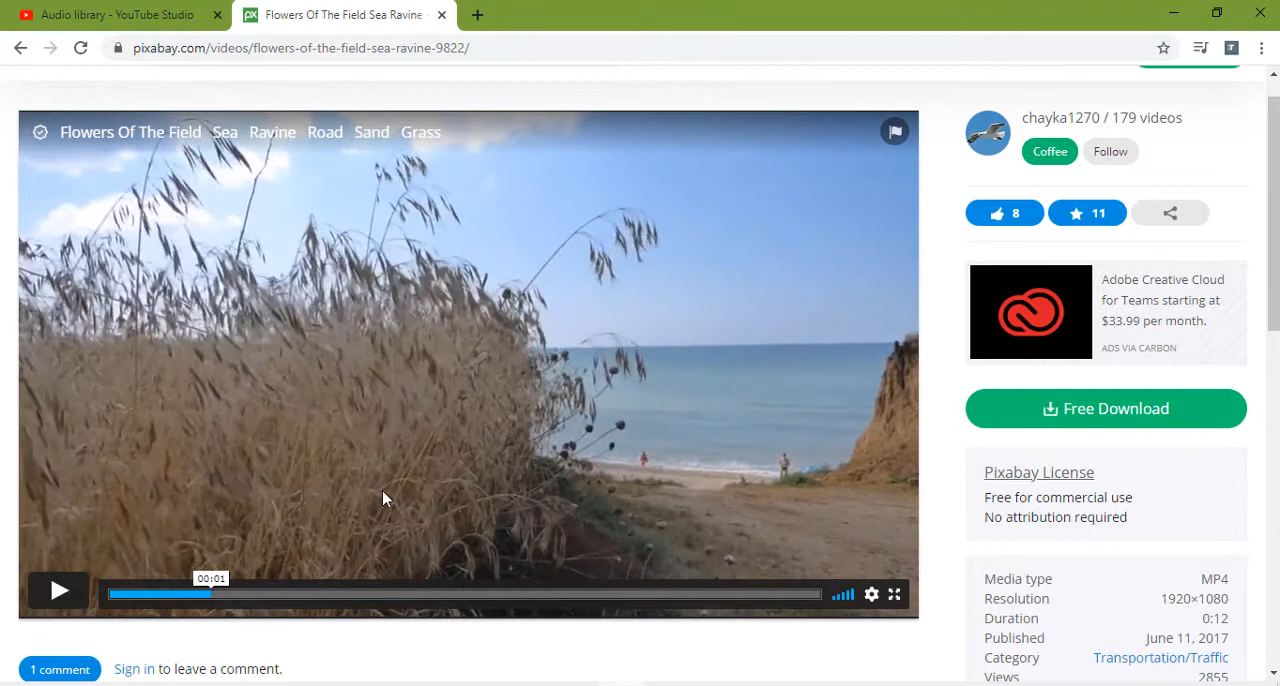 Audio library - YouTube Studio
px Flowers Of The Field Sea Ravine -
pixabay.com/videos/flowers-of-the-field-sea-ravine-9822/
Flowers Of The Field Sea Ravine Road Sand Grass
chayka1270 / 179 videos
Coffee Follow
8 11
Adobe Creative Cloud
for Teams starting at
$33.99 per month.
ADS VIA CARBON
Free Download
Pixabay License
Free for commercial use
No attribution required
00:01
Media type MP4
Resolution 1920×1080
Duration 0:12
Published June 11, 2017
Category Transportation/Traffic
Views 2855
1 comment Sign in to leave a comment.